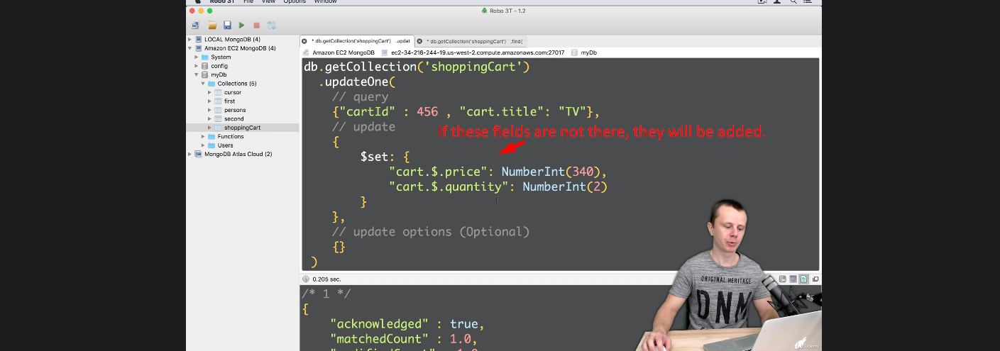 Robo 3T File View Options Window
Robo 3T - 1.2
LOCAL MongoDB (4)
Amazon EC2 MongoDB (4)
System
config
myDb
Collections (5)
cursor
first
persons
second
shoppingCart
Functions
Users
MongoDB Atlas Cloud (2)
* db.getCollection('shoppingCart') .updat
* db.getCollection('shoppingCart') .find(
Amazon EC2 MongoDB ec2-34-216-244-19.us-west-2.compute.amazonaws.com:27017 myDb
db.getCollection('shoppingCart')
.updateOne(
// query
{"cartId" : 456 , "cart.title": "TV"},
// update
If these fields are not there, they will be added.
{
$set: {
"cart.$.price": NumberInt(340),
"cart.$.quantity": NumberInt(2)
}
},
// update options (Optional)
{}
)
0.205 sec.
/* 1 */
{
"acknowledged" : true,
"matchedCount" : 1.0,
ORIGINAL HERITAGE
DNM
Udemy